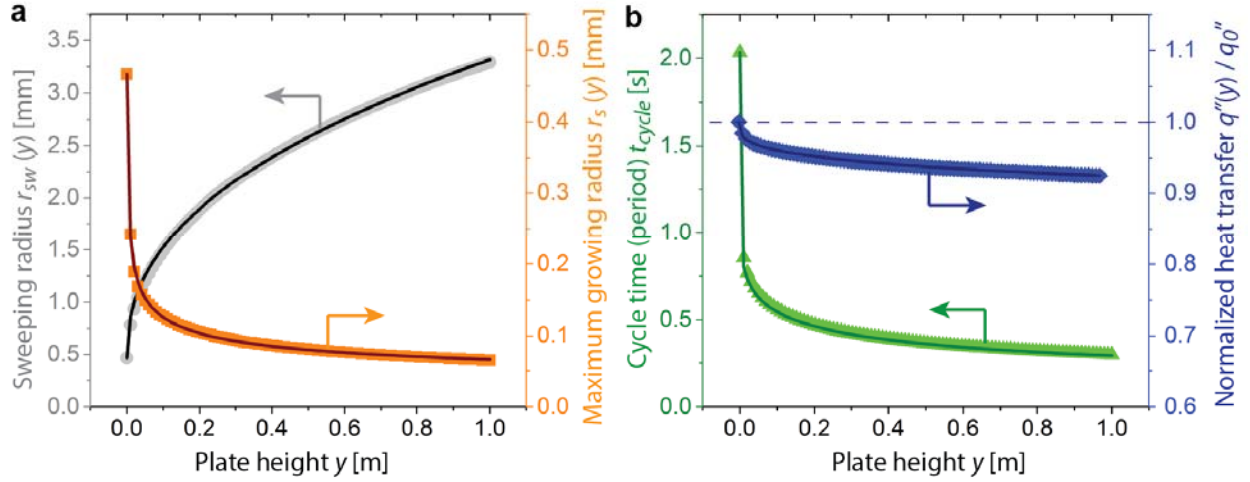 a
Sweeping radius r_sw (y) [mm]
3.5
3.0
2.5
2.0
1.5
1.0
0.5
0.0
0.5
0.4
0.3
0.2
0.1
0.0
Maximum growing radius r_s (y) [mm]
0.0 0.2 0.4 0.6 0.8 1.0
Plate height y [m]
b
Cycle time (period) t_cycle [s]
2.0
1.5
1.0
0.5
0.0
1.1
1.0
0.9
0.8
0.7
0.6
Normalized heat transfer q"(y) / q_0"
0.0 0.2 0.4 0.6 0.8 1.0
Plate height y [m]